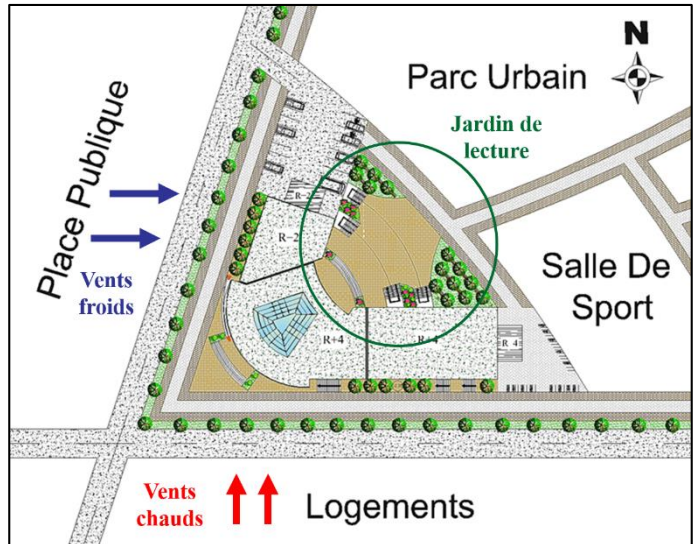 N
Parc Urbain
Jardin de
lecture
Place Publique
Vents
froids
R-2
R-2
Salle De
Sport
R+4
R+4
R-4
Vents
chauds
Logements